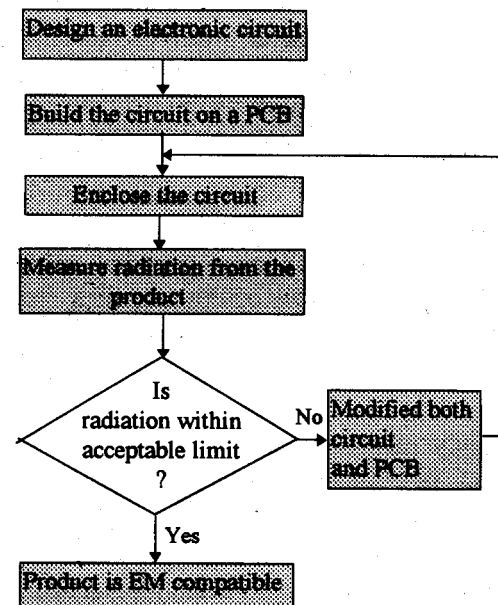 Design an electronic circuit
Build the circuit on a PCB
Enclose the circuit
Measure radiation from the
product
Is
radiation within
acceptable limit
?
No
Modified both
circuit
and PCB
Yes
Product is EM compatible